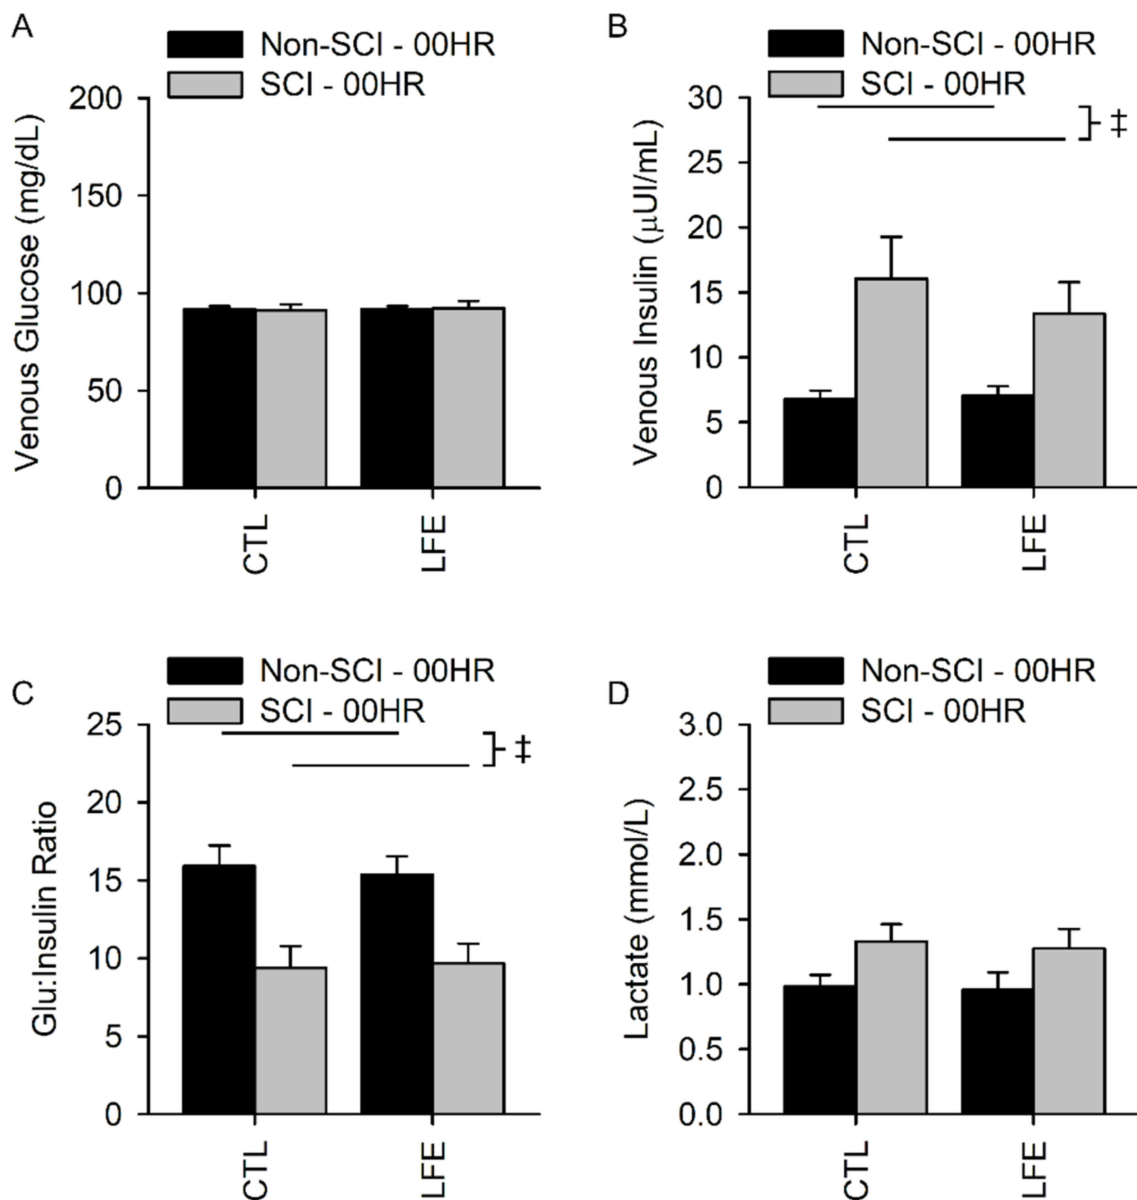 A
Non-SCI - 00HR
SCI - 00HR
Venous Glucose (mg/dL)
200
150
100
50
0
CTL
LFE
B
Non-SCI - 00HR
SCI - 00HR
Venous Insulin (μUI/mL)
30
25
20
15
10
5
0
‡
CTL
LFE
C
Non-SCI - 00HR
SCI - 00HR
Glu:Insulin Ratio
25
20
15
10
5
0
‡
CTL
LFE
D
Non-SCI - 00HR
SCI - 00HR
Lactate (mmol/L)
3.0
2.5
2.0
1.5
1.0
0.5
0.0
CTL
LFE